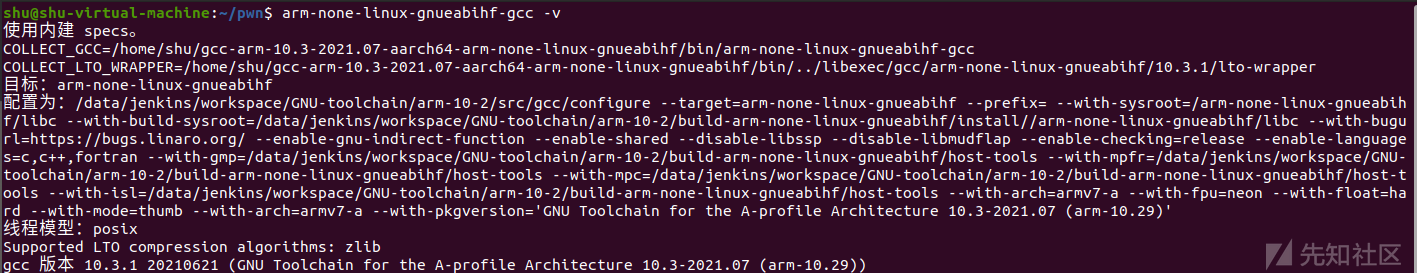 shu@shu-virtual-machine:~/pwn$ arm-none-linux-gnueabihf-gcc -v
使用内建 specs。
COLLECT_GCC=/home/shu/gcc-arm-10.3-2021.07-aarch64-arm-none-linux-gnueabihf/bin/arm-none-linux-gnueabihf-gcc
COLLECT_LTO_WRAPPER=/home/shu/gcc-arm-10.3-2021.07-aarch64-arm-none-linux-gnueabihf/bin/../libexec/gcc/arm-none-linux-gnueabihf/10.3.1/lto-wrapper
目标：arm-none-linux-gnueabihf
配置为：/data/jenkins/workspace/GNU-toolchain/arm-10-2/src/gcc/configure --target=arm-none-linux-gnueabihf --prefix= --with-sysroot=/arm-none-linux-gnueabih
f/libc --with-build-sysroot=/data/jenkins/workspace/GNU-toolchain/arm-10-2/build-arm-none-linux-gnueabihf/install//arm-none-linux-gnueabihf/libc --with-bugu
rl=https://bugs.linaro.org/ --enable-gnu-indirect-function --enable-shared --disable-libssp --disable-libmudflap --enable-checking=release --enable-language
s=c,c++,fortran --with-gmp=/data/jenkins/workspace/GNU-toolchain/arm-10-2/build-arm-none-linux-gnueabihf/host-tools --with-mpfr=/data/jenkins/workspace/GNU-
toolchain/arm-10-2/build-arm-none-linux-gnueabihf/host-tools --with-mpc=/data/jenkins/workspace/GNU-toolchain/arm-10-2/build-arm-none-linux-gnueabihf/host-t
ools --with-isl=/data/jenkins/workspace/GNU-toolchain/arm-10-2/build-arm-none-linux-gnueabihf/host-tools --with-arch=armv7-a --with-fpu=neon --with-float=ha
rd --with-mode=thumb --with-arch=armv7-a --with-pkgversion='GNU Toolchain for the A-profile Architecture 10.3-2021.07 (arm-10.29)'
线程模型：posix
Supported LTO compression algorithms: zlib
gcc 版本 10.3.1 20210621 (GNU Toolchain for the A-profile Architecture 10.3-2021.07 (arm-10.29))
先知社区